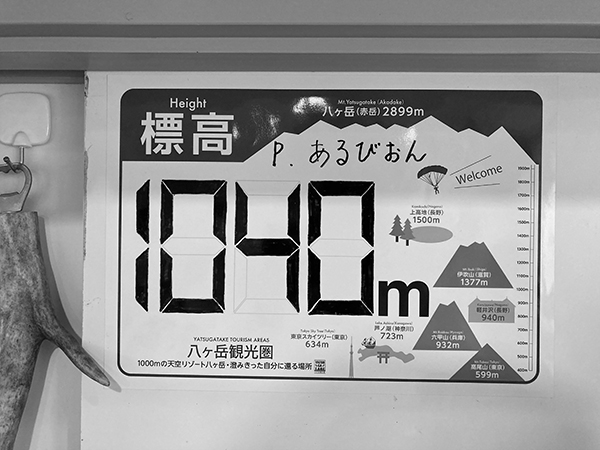 Height
標高
Mt.Yatsugatake (Akadake)
八ヶ岳(赤岳) 2899m
P. あるびおん
Welcome
1040m
上高地(長野)
1500m
伊吹山(滋賀)
1377m
軽井沢(長野)
940m
芦ノ湖(神奈川)
723m
六甲山(兵庫)
932m
高尾山(東京)
599m
東京スカイツリー(東京)
634m
YATSUGATAKE TOURISM AREAS
八ヶ岳観光圏
1000mの天空リゾート八ヶ岳・澄みきった自分に還る場所